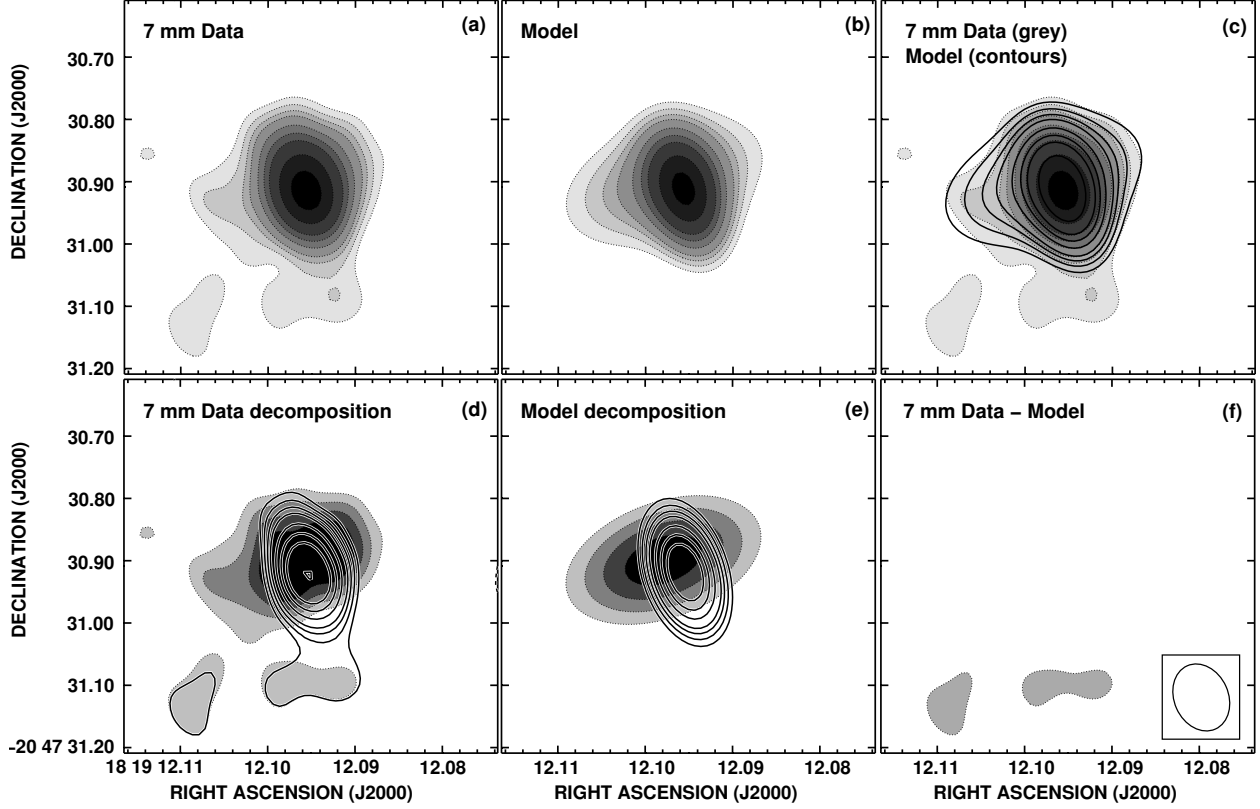 7 mm Data
(a)
Model
(b)
7 mm Data (grey)
Model (contours)
(c)
DECLINATION (J2000)
30.70
30.80
30.90
31.00
31.10
31.20
7 mm Data decomposition
(d)
Model decomposition
(e)
7 mm Data – Model
(f)
DECLINATION (J2000)
30.70
30.80
30.90
31.00
31.10
-20 47 31.20
18 19 12.11
12.10
12.09
12.08
12.11
12.10
12.09
12.08
12.11
12.10
12.09
12.08
RIGHT ASCENSION (J2000)
RIGHT ASCENSION (J2000)
RIGHT ASCENSION (J2000)